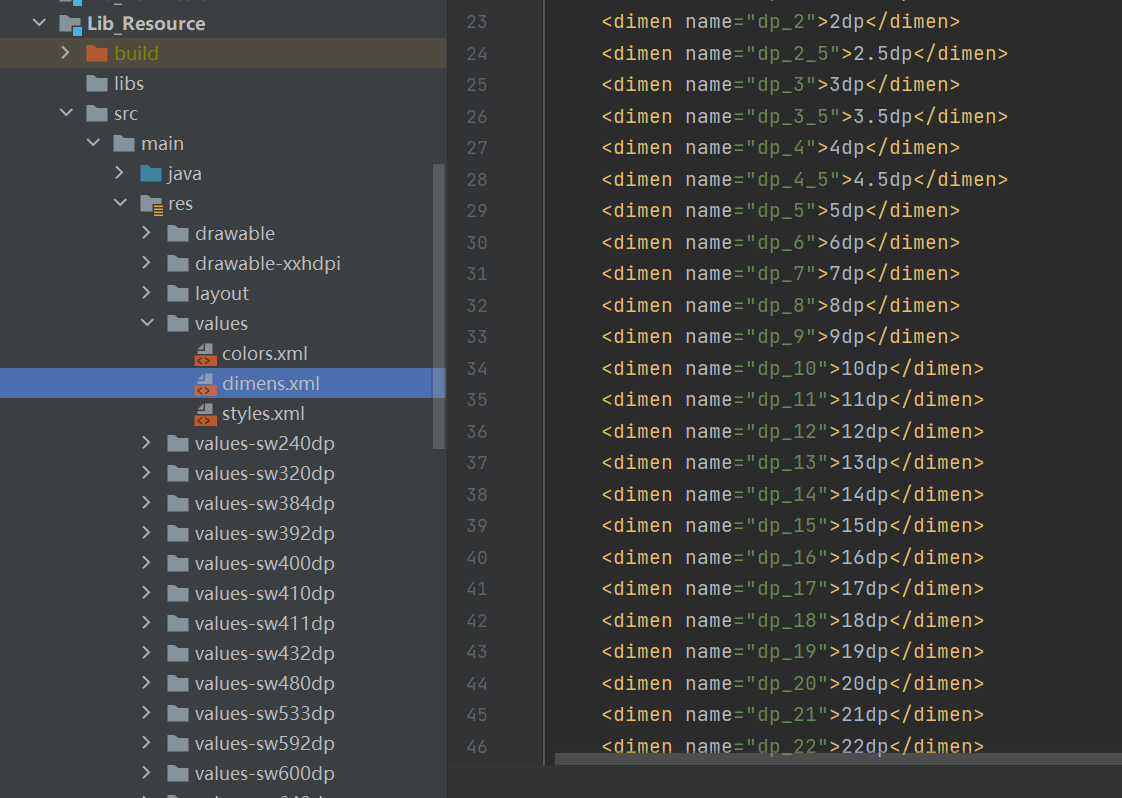 Lib_Resource
build
libs
src
main
java
res
drawable
drawable-xxhdpi
layout
values
colors.xml
dimens.xml
styles.xml
values-sw240dp
values-sw320dp
values-sw384dp
values-sw392dp
values-sw400dp
values-sw410dp
values-sw411dp
values-sw432dp
values-sw480dp
values-sw533dp
values-sw592dp
values-sw600dp
23 <dimen name="dp_2">2dp</dimen>
24 <dimen name="dp_2_5">2.5dp</dimen>
25 <dimen name="dp_3">3dp</dimen>
26 <dimen name="dp_3_5">3.5dp</dimen>
27 <dimen name="dp_4">4dp</dimen>
28 <dimen name="dp_4_5">4.5dp</dimen>
29 <dimen name="dp_5">5dp</dimen>
30 <dimen name="dp_6">6dp</dimen>
31 <dimen name="dp_7">7dp</dimen>
32 <dimen name="dp_8">8dp</dimen>
33 <dimen name="dp_9">9dp</dimen>
34 <dimen name="dp_10">10dp</dimen>
35 <dimen name="dp_11">11dp</dimen>
36 <dimen name="dp_12">12dp</dimen>
37 <dimen name="dp_13">13dp</dimen>
38 <dimen name="dp_14">14dp</dimen>
39 <dimen name="dp_15">15dp</dimen>
40 <dimen name="dp_16">16dp</dimen>
41 <dimen name="dp_17">17dp</dimen>
42 <dimen name="dp_18">18dp</dimen>
43 <dimen name="dp_19">19dp</dimen>
44 <dimen name="dp_20">20dp</dimen>
45 <dimen name="dp_21">21dp</dimen>
46 <dimen name="dp_22">22dp</dimen>